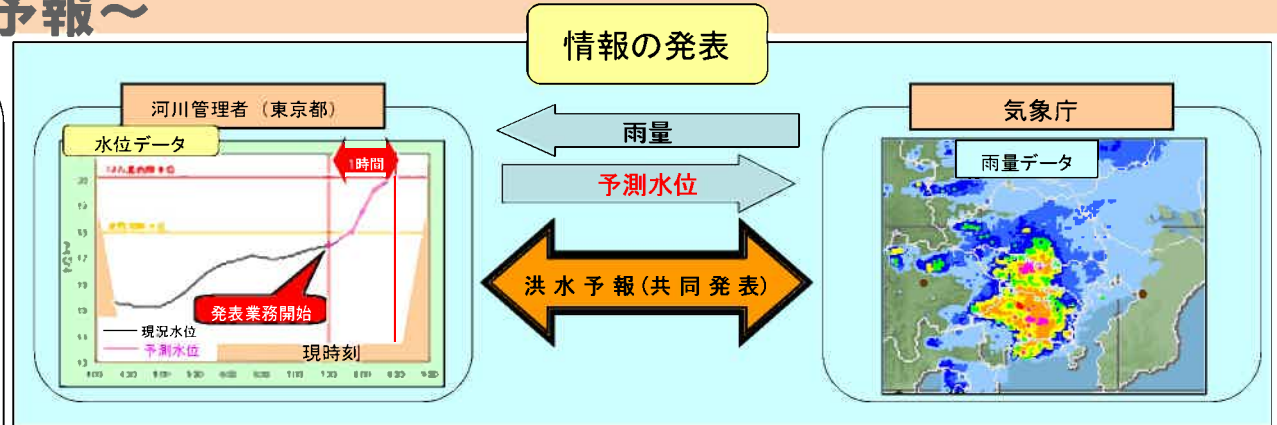 予報～
情報の発表
河川管理者（東京都）
気象庁
水位データ
1時間
雨量
雨量データ
予測水位
洪水予報(共同発表)
発表業務開始
現況水位
予測水位
現時刻